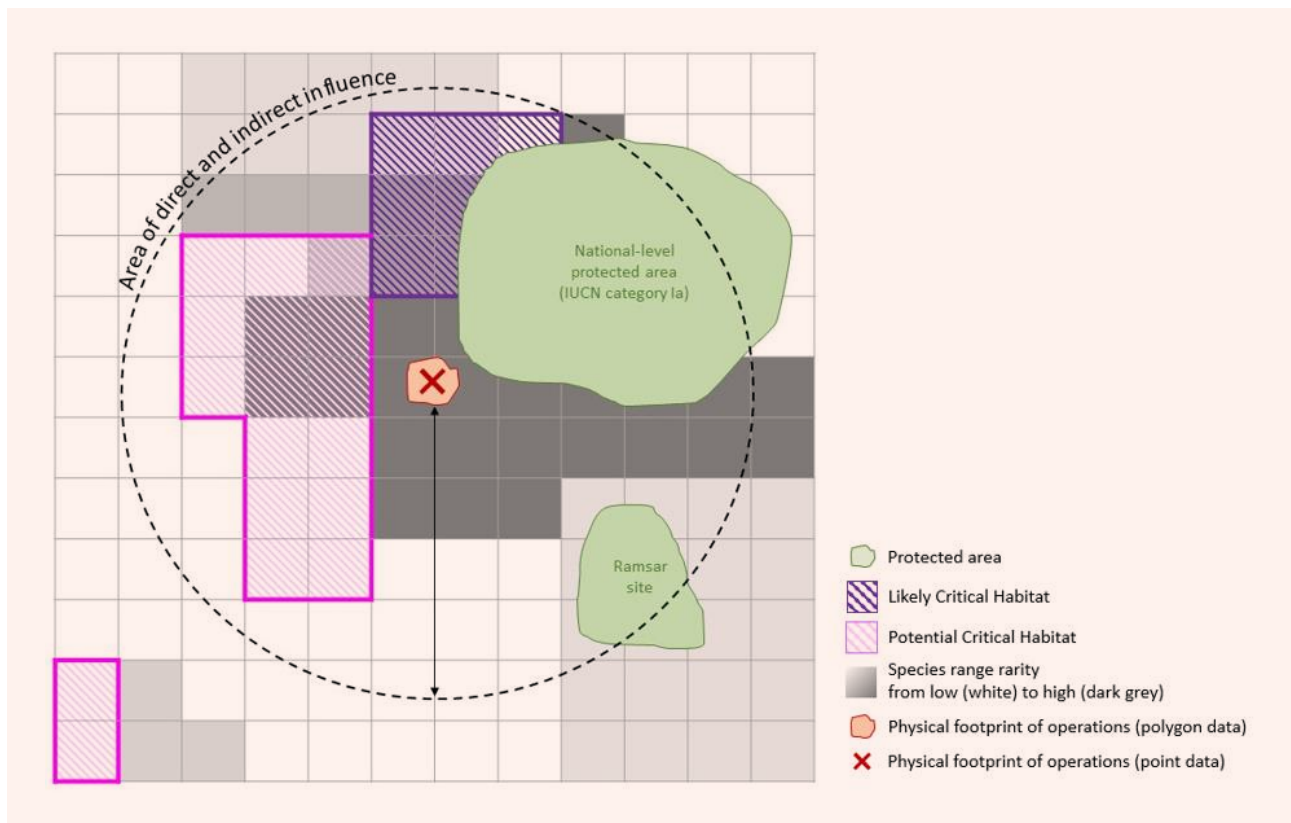 Area of direct and indirect influence
National-level
protected area
(IUCN category Ia)
Ramsar
site
Protected area
Likely Critical Habitat
Potential Critical Habitat
Species range rarity
from low (white) to high (dark grey)
Physical footprint of operations (polygon data)
Physical footprint of operations (point data)